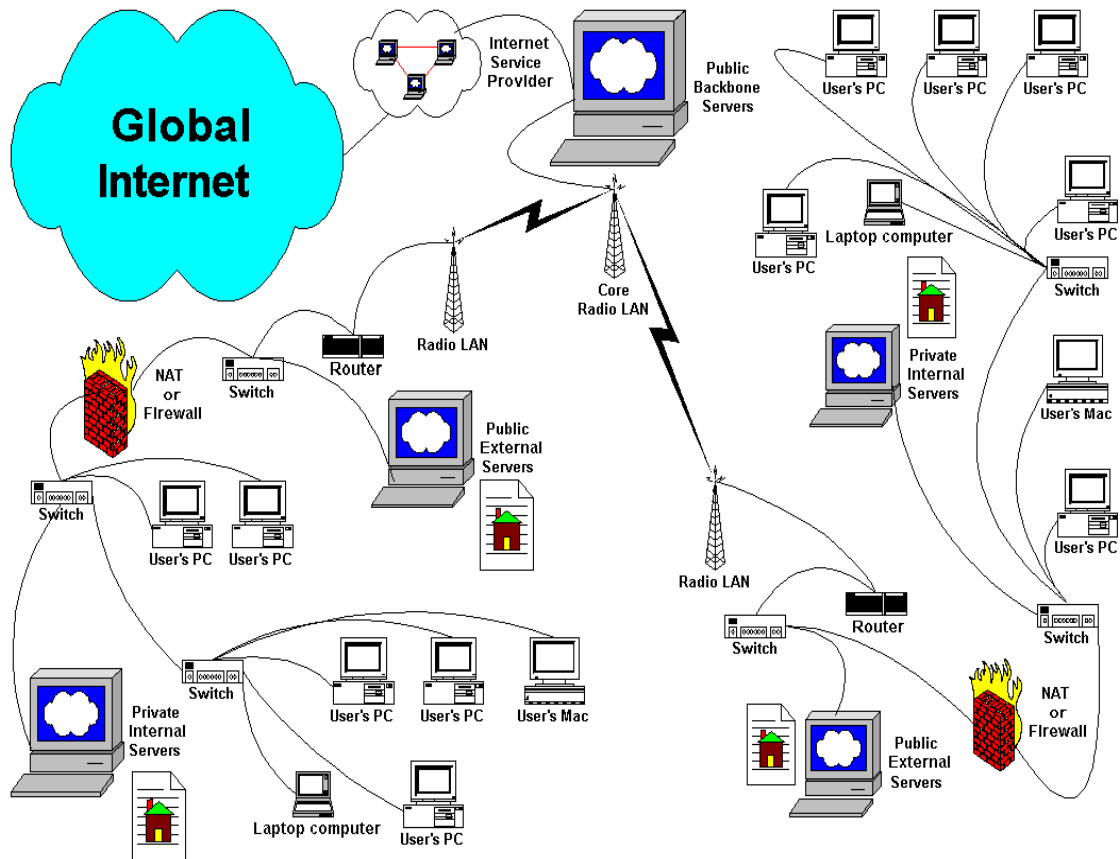 Global
Internet
Internet
Service
Provider
Public
Backbone
Servers
User's PC
User's PC
User's PC
User's PC
Laptop computer
User's PC
Switch
Core
Radio LAN
Radio LAN
Router
Switch
NAT
or
Firewall
Public
External
Servers
Switch
User's PC
User's PC
Private
Internal
Servers
User's Mac
User's PC
Switch
Radio LAN
Router
Switch
NAT
or
Firewall
Public
External
Servers
Switch
User's PC
User's PC
User's Mac
Private
Internal
Servers
Laptop computer
User's PC